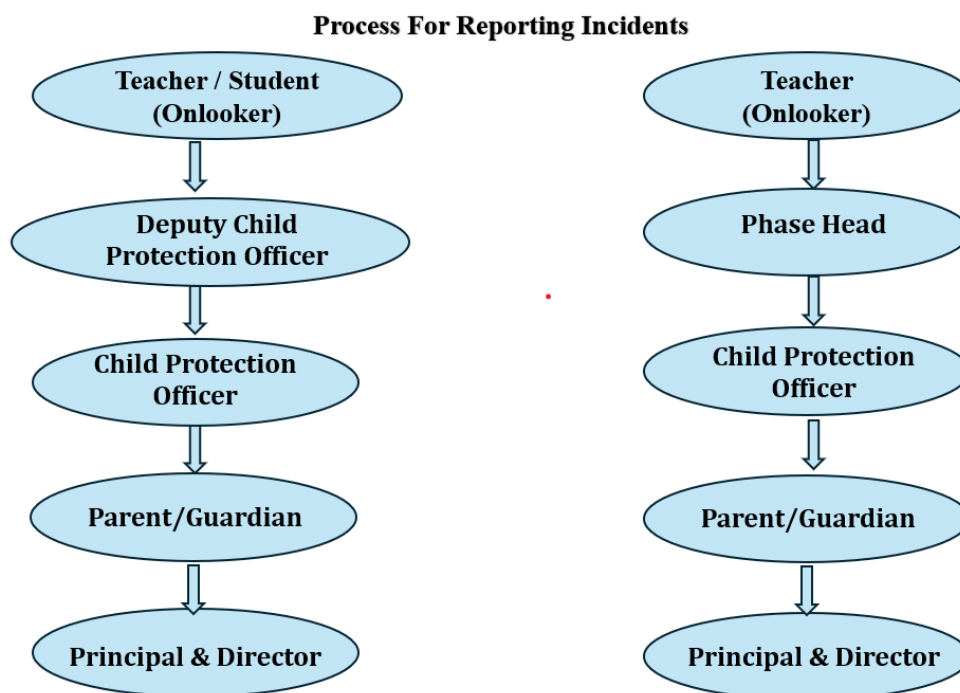 Process For Reporting Incidents
Teacher / Student
(Onlooker)
Deputy Child
Protection Officer
Child Protection
Officer
Parent/Guardian
Principal & Director
Teacher
(Onlooker)
Phase Head
Child Protection
Officer
Parent/Guardian
Principal & Director